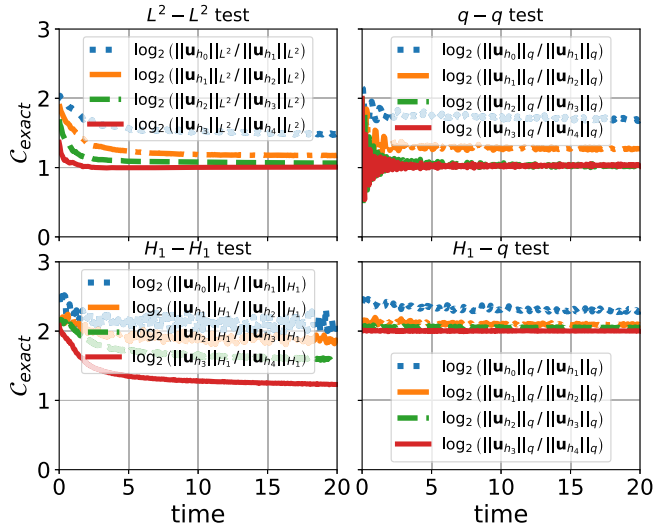 L² − L² test
3
2
1
0
C_exact
log₂ (||u_h₀||_L² / ||u_h₁||_L²)
log₂ (||u_h₁||_L² / ||u_h₂||_L²)
log₂ (||u_h₂||_L² / ||u_h₃||_L²)
log₂ (||u_h₃||_L² / ||u_h₄||_L²)
q − q test
log₂ (||u_h₀||_q / ||u_h₁||_q)
log₂ (||u_h₁||_q / ||u_h₂||_q)
log₂ (||u_h₂||_q / ||u_h₃||_q)
log₂ (||u_h₃||_q / ||u_h₄||_q)
H₁ − H₁ test
3
2
1
0
C_exact
log₂ (||u_h₀||_H₁ / ||u_h₁||_H₁)
log₂ (||u_h₁||_H₁ / ||u_h₂||_H₁)
log₂ (||u_h₂||_H₁ / ||u_h₃||_H₁)
log₂ (||u_h₃||_H₁ / ||u_h₄||_H₁)
0 5 10 15 20
time
H₁ − q test
log₂ (||u_h₀||_q / ||u_h₁||_q)
log₂ (||u_h₁||_q / ||u_h₂||_q)
log₂ (||u_h₂||_q / ||u_h₃||_q)
log₂ (||u_h₃||_q / ||u_h₄||_q)
0 5 10 15 20
time